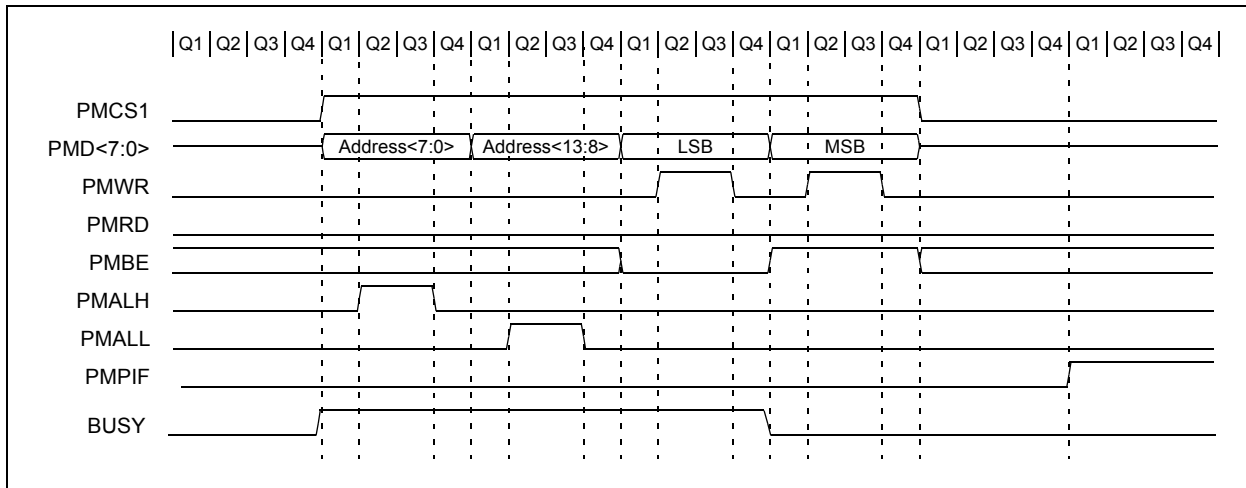 Q1 Q2 Q3 Q4 Q1 Q2 Q3 Q4 Q1 Q2 Q3 Q4 Q1 Q2 Q3 Q4 Q1 Q2 Q3 Q4 Q1 Q2 Q3 Q4 Q1 Q2 Q3 Q4
PMCS1
PMD<7:0> Address<7:0> Address<13:8> LSB MSB
PMWR
PMRD
PMBE
PMALH
PMALL
PMPIF
BUSY